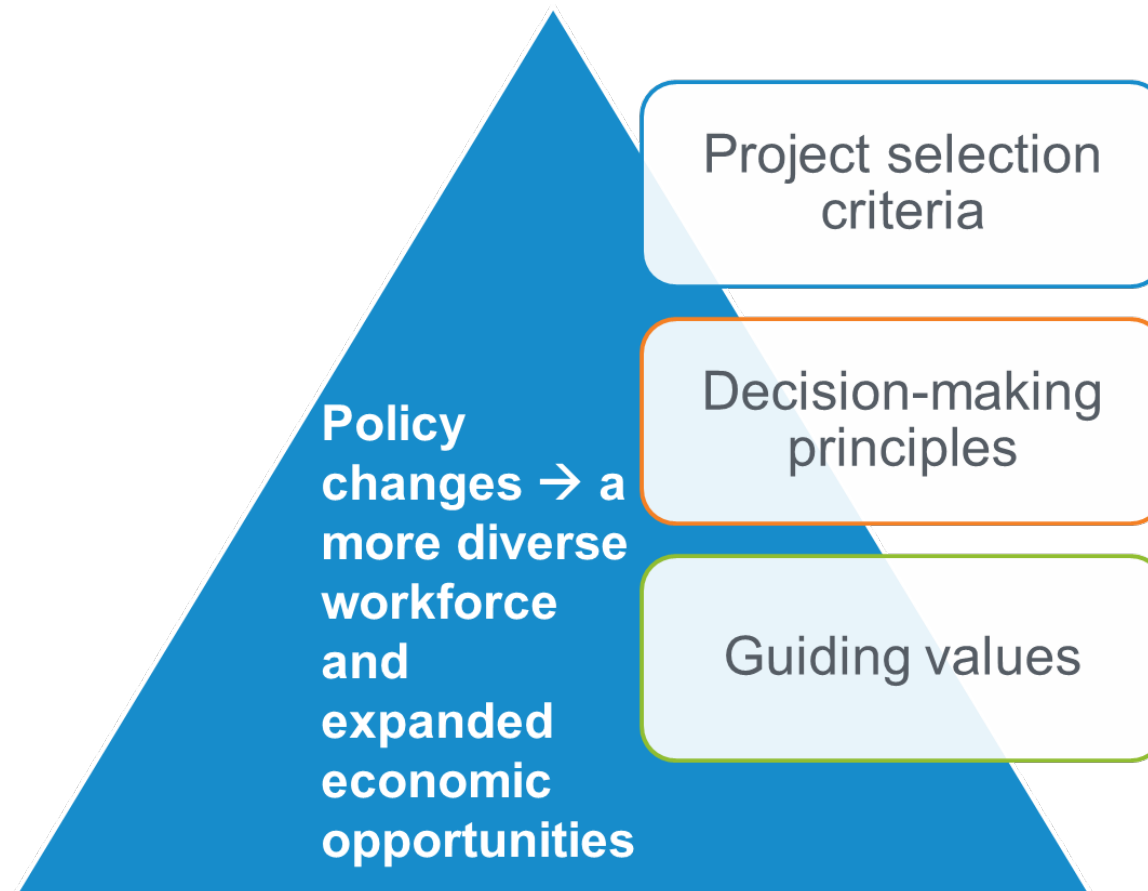 Project selection
criteria
Decision-making
principles
Guiding values
Policy
changes → a
more diverse
workforce
and
expanded
economic
opportunities